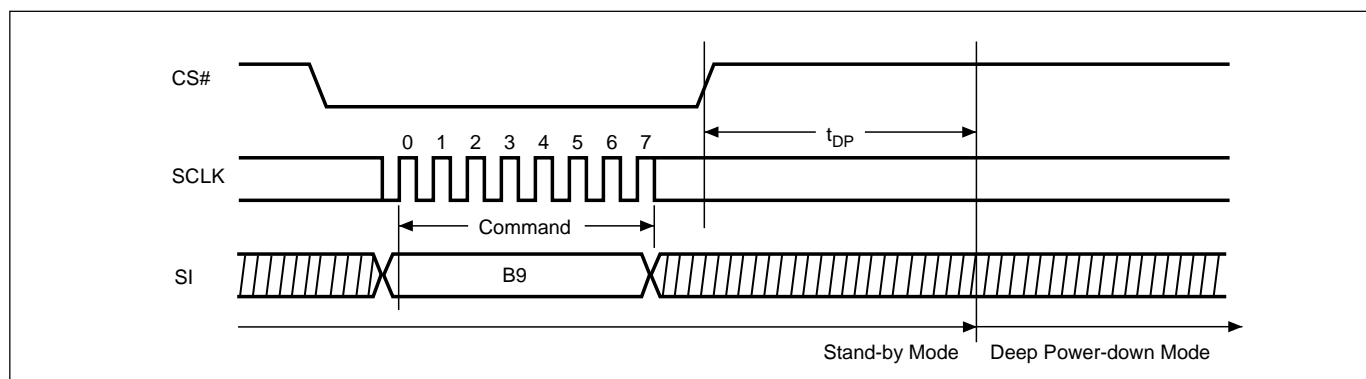 CS#
tDP
0 1 2 3 4 5 6 7
SCLK
Command
SI
B9
Stand-by Mode Deep Power-down Mode